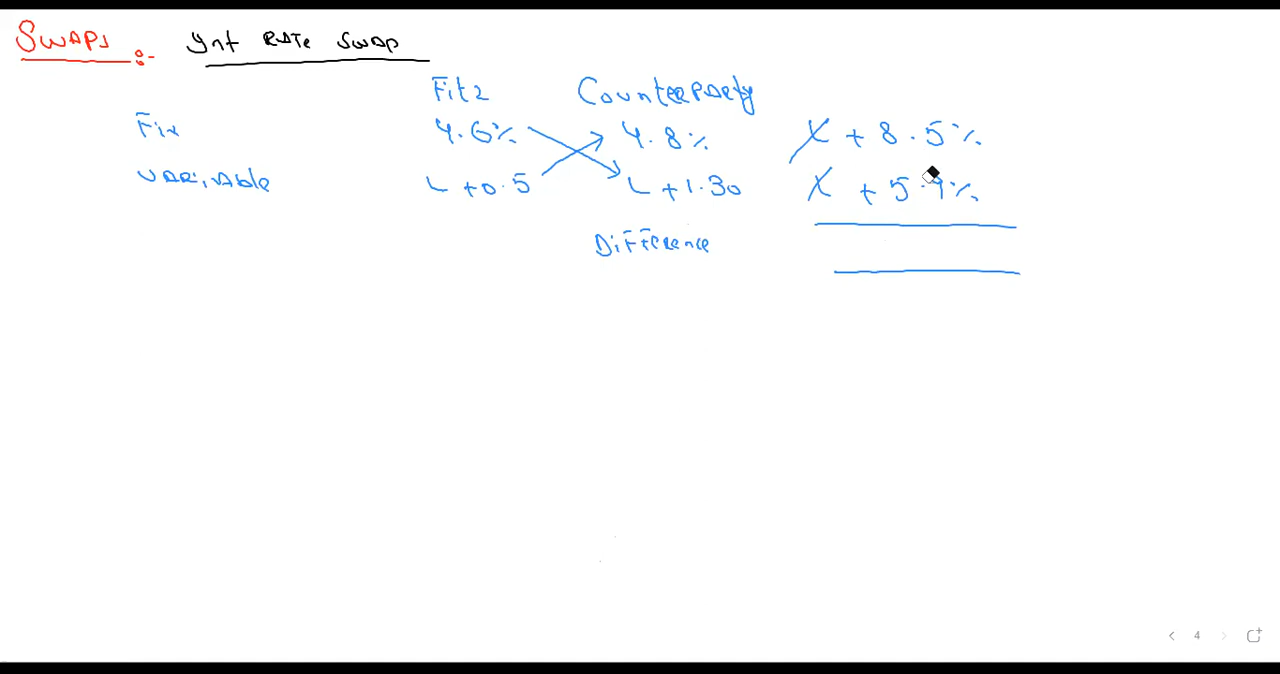 SWAPS :- Int RATe SWAP
Fitz Counterparty
Fix 4.6% 4.8% X + 8.5%
VARiAble L +0.5 L +1.30 X + 5.9%
Difference
4